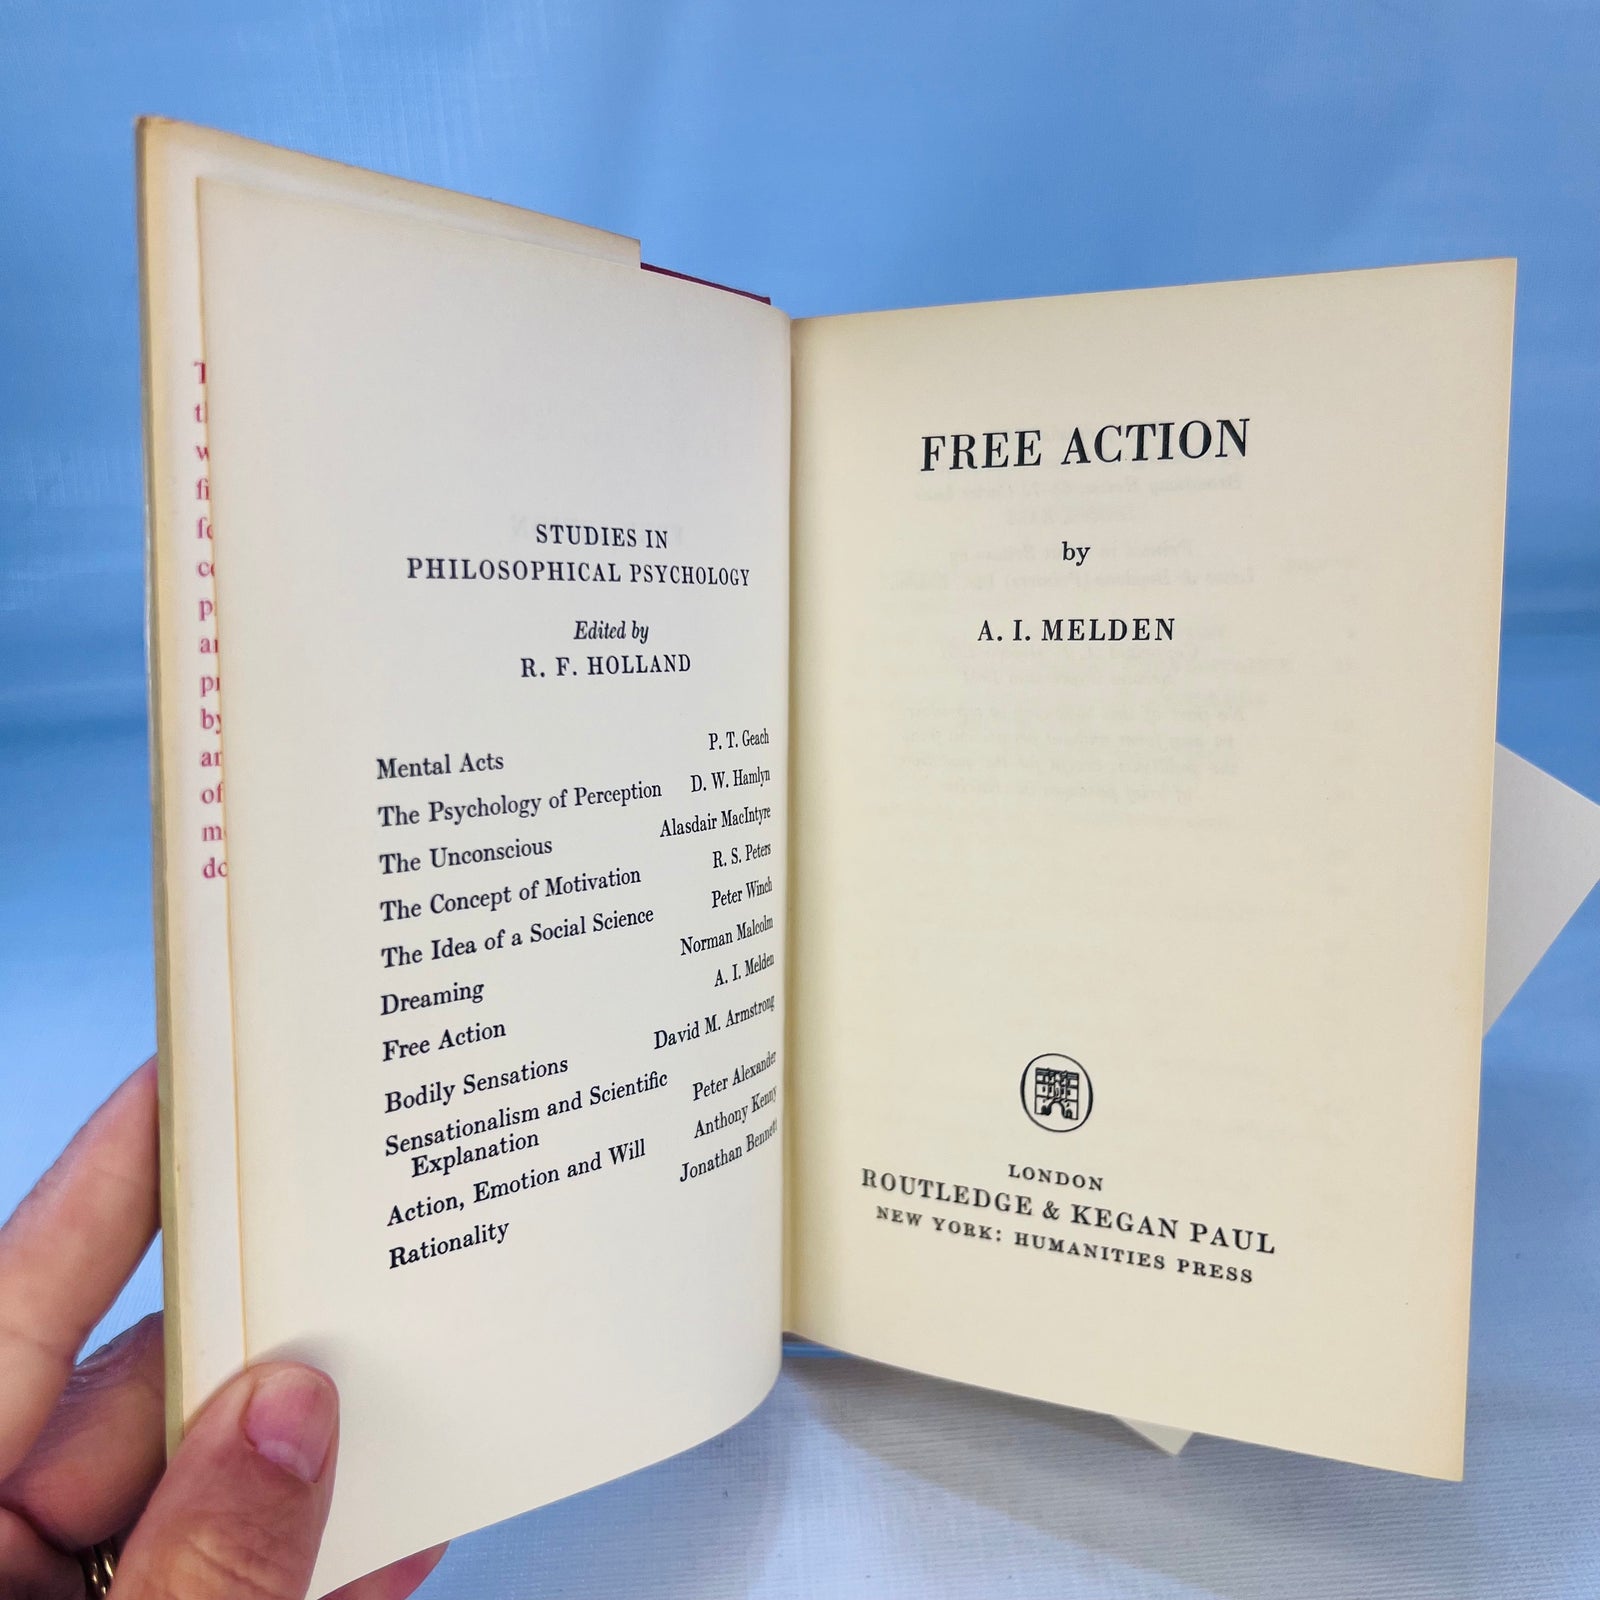 STUDIES IN
PHILOSOPHICAL PSYCHOLOGY
Edited by
R. F. HOLLAND
Mental Acts P. T. Geach
The Psychology of Perception D. W. Hamlyn
The Unconscious Alasdair MacIntyre
The Concept of Motivation R. S. Peters
The Idea of a Social Science Peter Winch
Dreaming Norman Malcolm
Free Action A. I. Melden
Bodily Sensations David M. Armstrong
Sensationalism and Scientific
Explanation Peter Alexander
Action, Emotion and Will Anthony Kenny
Rationality Jonathan Bennett
FREE ACTION
by
A. I. MELDEN
LONDON
ROUTLEDGE & KEGAN PAUL
NEW YORK: HUMANITIES PRESS